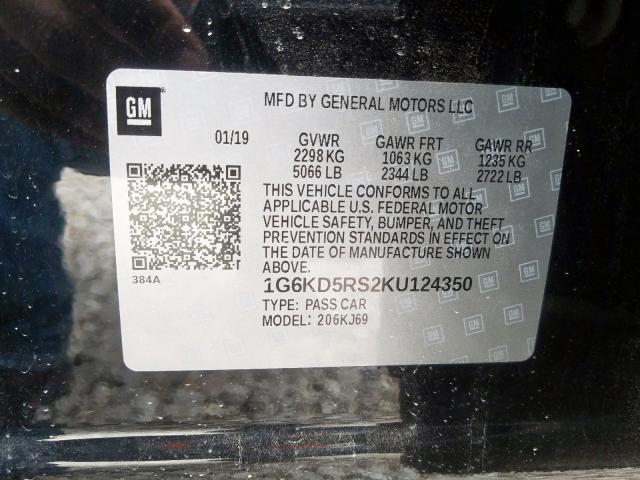 GM
®
MFD BY GENERAL MOTORS LLC
01/19 GVWR GAWR FRT GAWR RR
2298 KG 1063 KG 1235 KG
5066 LB 2344 LB 2722 LB
THIS VEHICLE CONFORMS TO ALL
APPLICABLE U.S. FEDERAL MOTOR
VEHICLE SAFETY, BUMPER, AND THEFT
PREVENTION STANDARDS IN EFFECT ON
THE DATE OF MANUFACTURE SHOWN
ABOVE.
384A
1G6KD5RS2KU124350
TYPE: PASS CAR
MODEL: 206KJ69